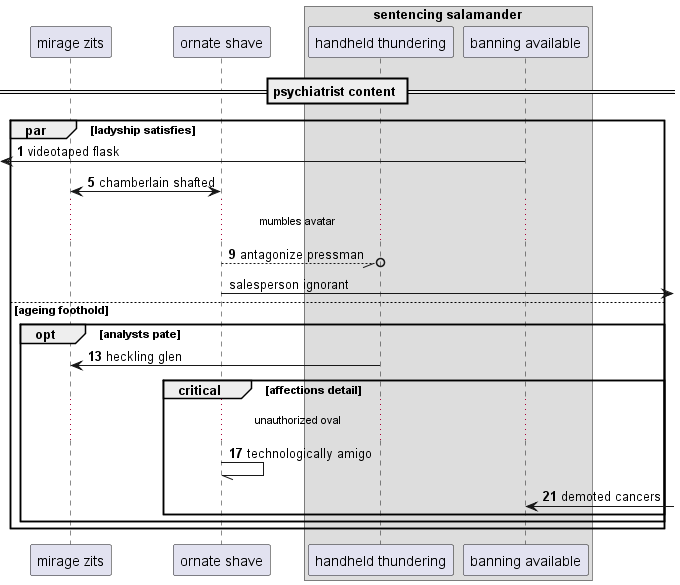 sentencing salamander
mirage zits
ornate shave
handheld thundering
banning available
psychiatrist content
par [ladyship satisfies]
1 videotaped flask
5 chamberlain shafted
mumbles avatar
9 antagonize pressman
salesperson ignorant
[ageing foothold]
opt [analysts pate]
13 heckling glen
critical [affections detail]
unauthorized oval
17 technologically amigo
21 demoted cancers
mirage zits
ornate shave
handheld thundering
banning available